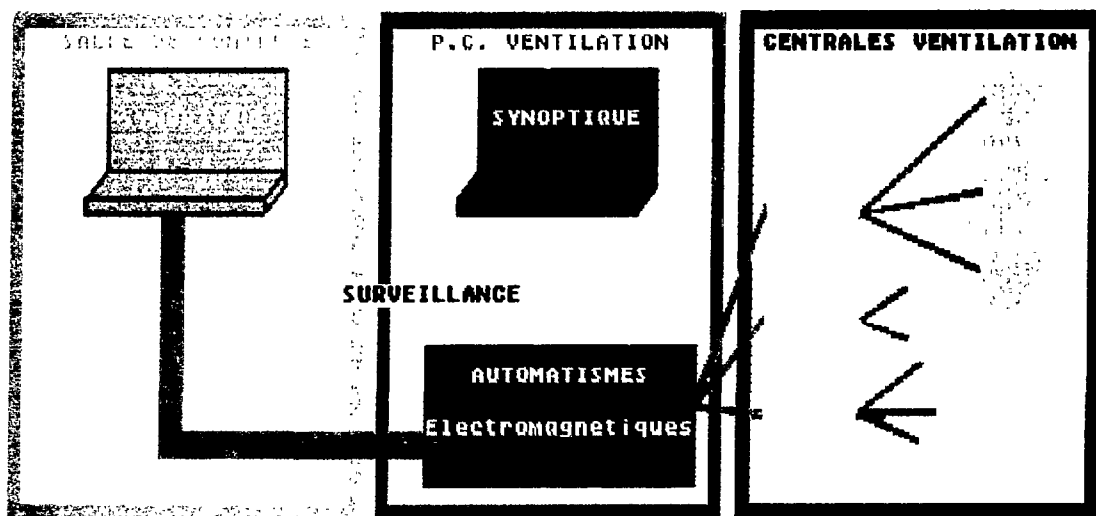 P.C. VENTILATION
CENTRALES VENTILATION
SYNOPTIQUE
SURVEILLANCE
AUTOMATISMES
Electromagnetiques